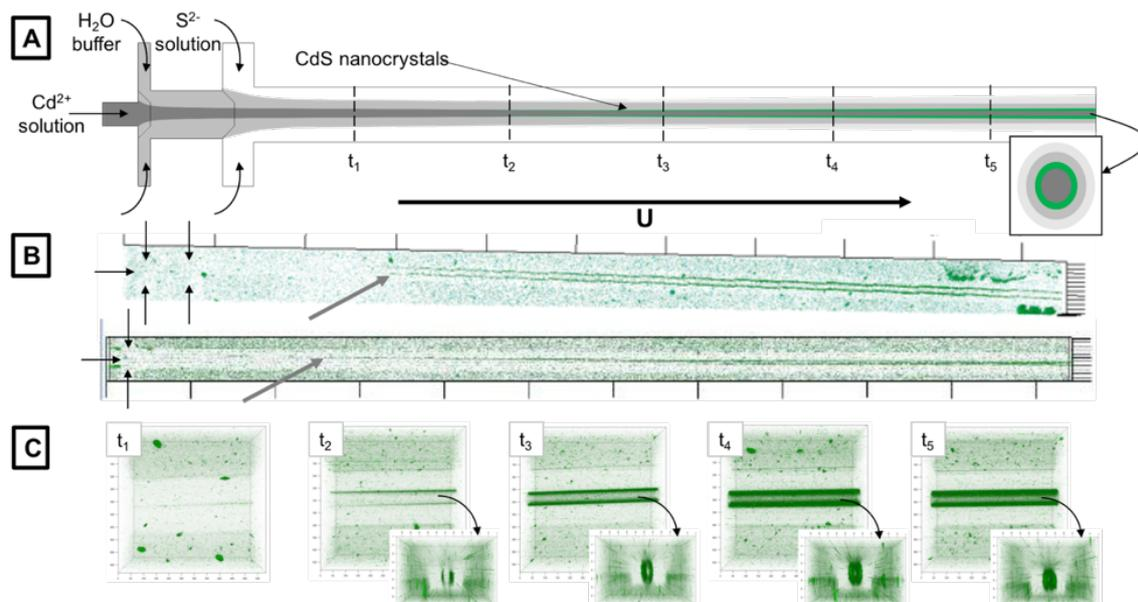 A
H₂O
buffer
S²⁻
solution
CdS nanocrystals
Cd²⁺
solution
t₁
t₂
t₃
t₄
t₅
U
B
C
t₁
t₂
t₃
t₄
t₅